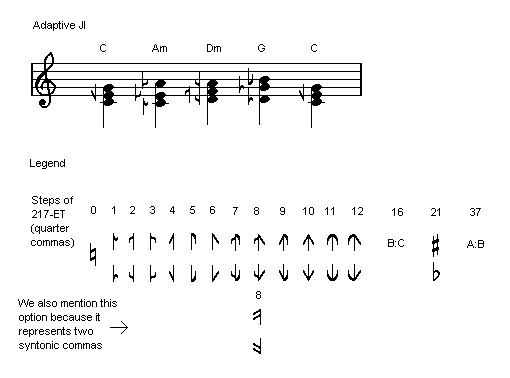 Adaptive JI
C Am Dm G C
Legend
Steps of
217-ET
(quarter
commas)
0 1 2 3 4 5 6 7 8 9 10 11 12 16 21 37
B:C A:B
8
We also mention this
option because it
represents two
syntonic commas